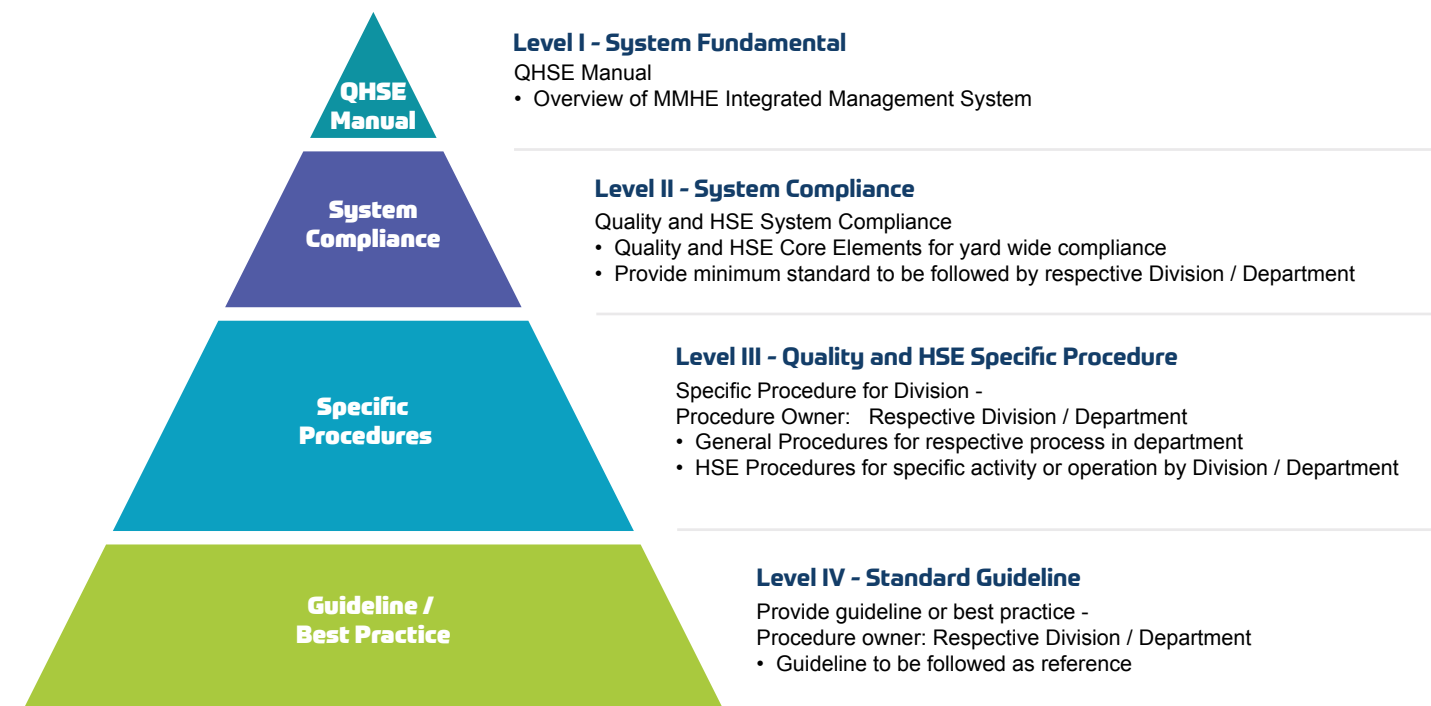 QHSE
Manual
Level I - System Fundamental
QHSE Manual
• Overview of MMHE Integrated Management System
System
Compliance
Level II - System Compliance
Quality and HSE System Compliance
• Quality and HSE Core Elements for yard wide compliance
• Provide minimum standard to be followed by respective Division / Department
Specific
Procedures
Level III - Quality and HSE Specific Procedure
Specific Procedure for Division -
Procedure Owner: Respective Division / Department
• General Procedures for respective process in department
• HSE Procedures for specific activity or operation by Division / Department
Guideline /
Best Practice
Level IV - Standard Guideline
Provide guideline or best practice -
Procedure owner: Respective Division / Department
• Guideline to be followed as reference